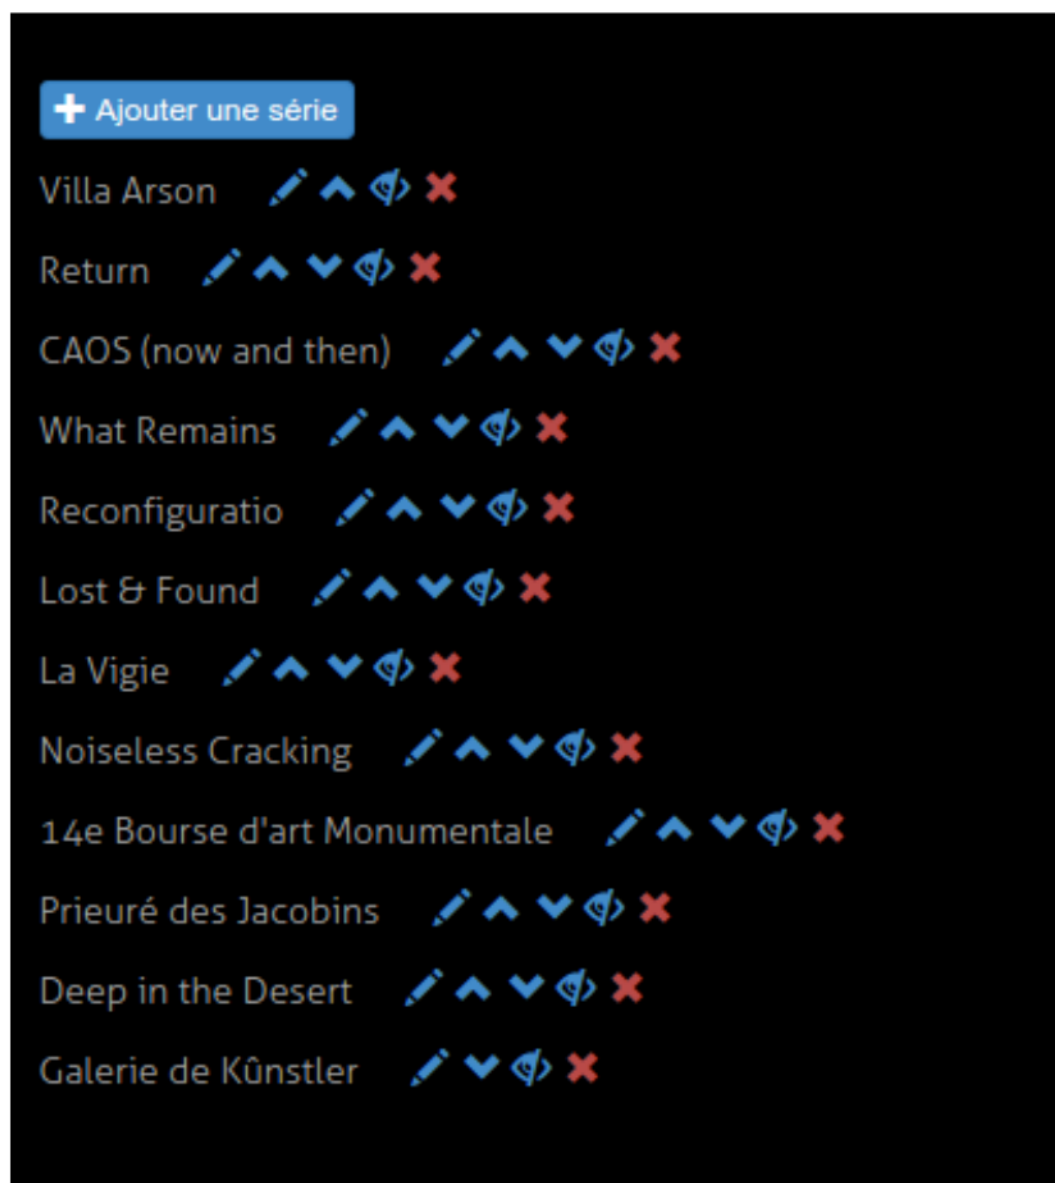 Ajouter une série
Villa Arson
Return
CAOS (now and then)
What Remains
Reconfiguratio
Lost & Found
La Vigie
Noiseless Cracking
14e Bourse d'art Monumentale
Prieuré des Jacobins
Deep in the Desert
Galerie de Kûnstler